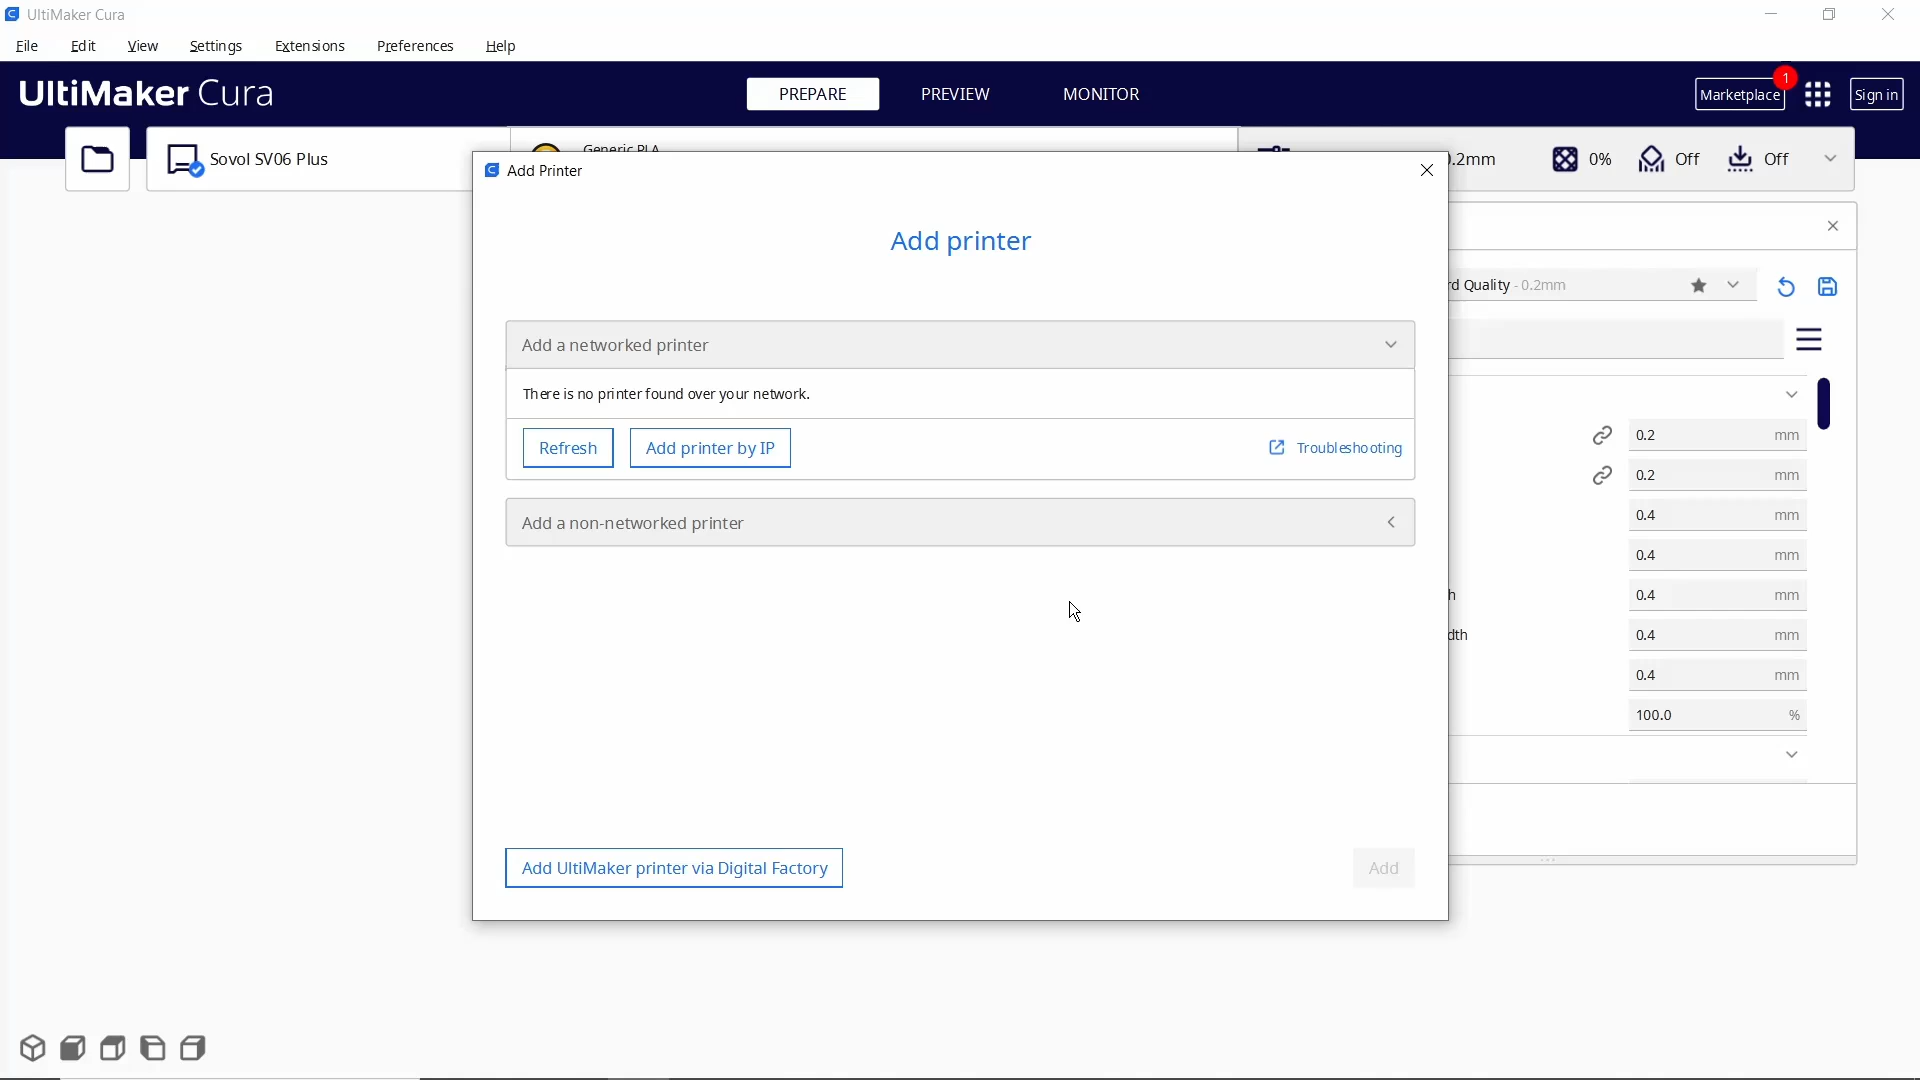 UltiMaker Cura
File Edit View Settings Extensions Preferences Help
UltiMaker Cura PREPARE PREVIEW MONITOR Marketplace 1 Sign in
Sovol SV06 Plus Generic PLA 0.2mm 0% Off Off
Add Printer
Add printer
rd Quality - 0.2mm
Add a networked printer
There is no printer found over your network.
0.2 mm
Refresh Add printer by IP Troubleshooting
0.2 mm
Add a non-networked printer
0.4 mm
0.4 mm
h 0.4 mm
dth 0.4 mm
0.4 mm
100.0 %
Add UltiMaker printer via Digital Factory Add